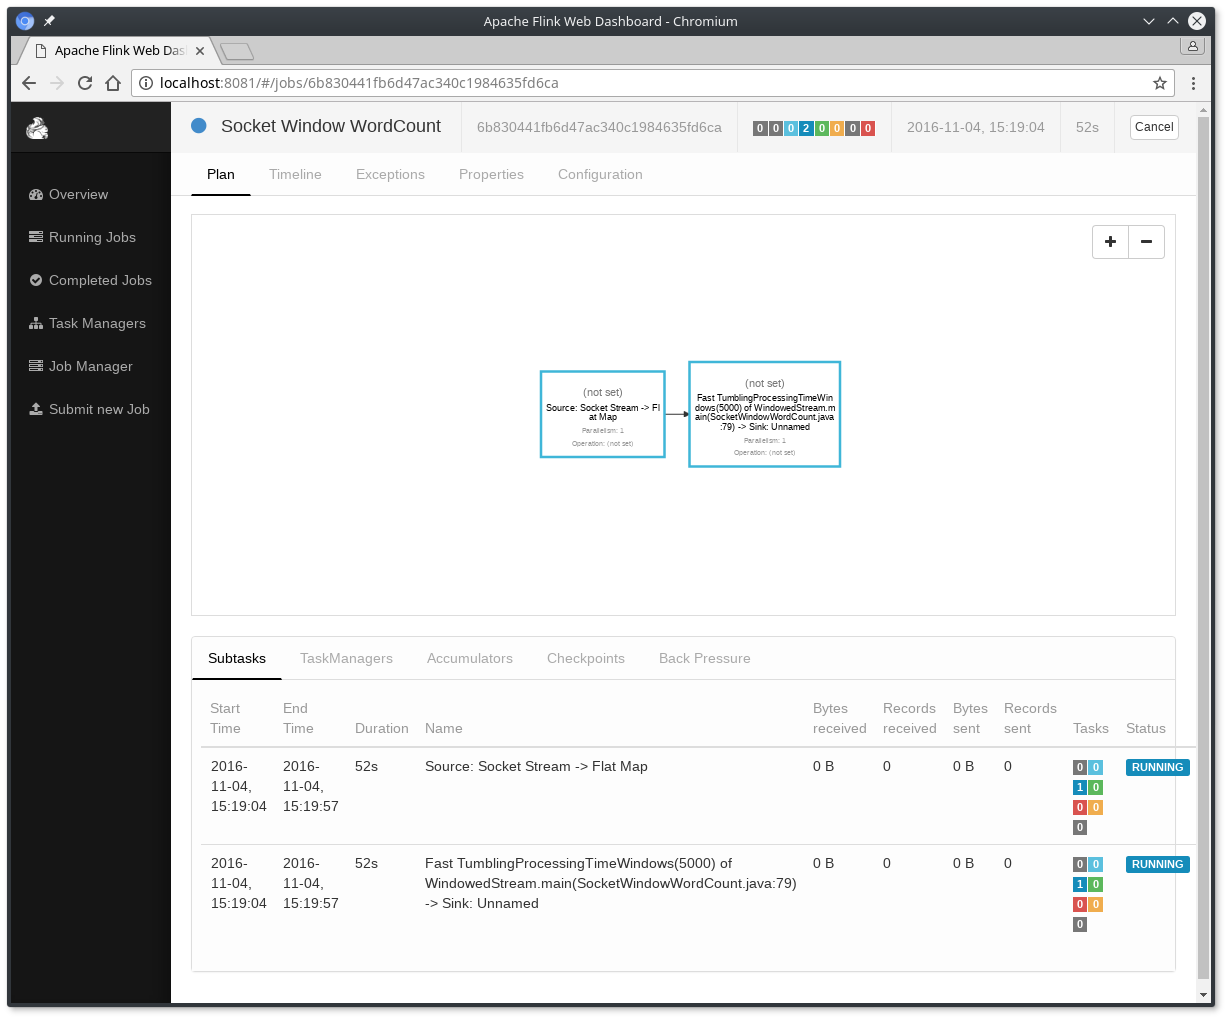 Apache Flink Web Dashboard - Chromium
Apache Flink Web Das
localhost:8081/#/jobs/6b830441fb6d47ac340c1984635fd6ca
Socket Window WordCount
6b830441fb6d47ac340c1984635fd6ca
0 0 0 2 0 0 0 0
2016-11-04, 15:19:04
52s
Cancel
Overview
Running Jobs
Completed Jobs
Task Managers
Job Manager
Submit new Job
Plan
Timeline
Exceptions
Properties
Configuration
+
−
(not set)
Source: Socket Stream -> Fl
at Map
Parallelism: 1
Operation: (not set)
(not set)
Fast TumblingProcessingTimeWin
dows(5000) of WindowedStream.m
ain(SocketWindowWordCount.java
:79) -> Sink: Unnamed
Parallelism: 1
Operation: (not set)
Subtasks
TaskManagers
Accumulators
Checkpoints
Back Pressure
Start
Time
End
Time
Duration
Name
Bytes
received
Records
received
Bytes
sent
Records
sent
Tasks
Status
2016-
11-04,
15:19:04
2016-
11-04,
15:19:57
52s
Source: Socket Stream -> Flat Map
0 B
0
0 B
0
0 0
1 0
0 0
0
RUNNING
2016-
11-04,
15:19:04
2016-
11-04,
15:19:57
52s
Fast TumblingProcessingTimeWindows(5000) of
WindowedStream.main(SocketWindowWordCount.java:79)
-> Sink: Unnamed
0 B
0
0 B
0
0 0
1 0
0 0
0
RUNNING